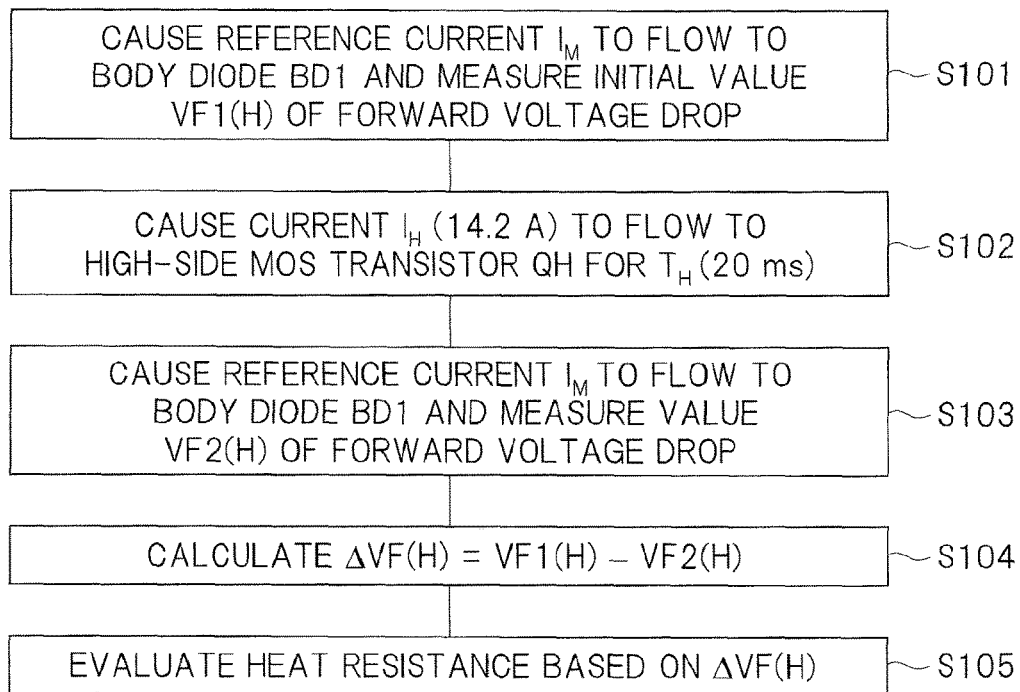 CAUSE REFERENCE CURRENT I_M TO FLOW TO
BODY DIODE BD1 AND MEASURE INITIAL VALUE
VF1(H) OF FORWARD VOLTAGE DROP
S101
CAUSE CURRENT I_H (14.2 A) TO FLOW TO
HIGH-SIDE MOS TRANSISTOR QH FOR T_H (20 ms)
S102
CAUSE REFERENCE CURRENT I_M TO FLOW TO
BODY DIODE BD1 AND MEASURE VALUE
VF2(H) OF FORWARD VOLTAGE DROP
S103
CALCULATE ΔVF(H) = VF1(H) − VF2(H)
S104
EVALUATE HEAT RESISTANCE BASED ON ΔVF(H)
S105